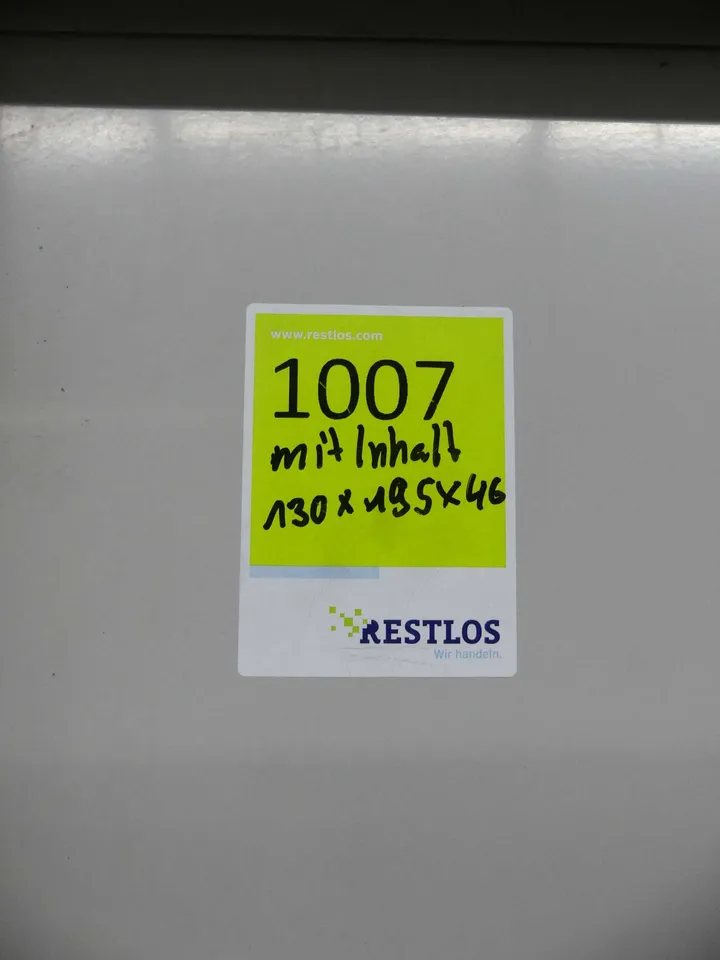 www.restlos.com
1007
mit Inhalt
130 x 195 x 46
RESTLOS
Wir handeln.